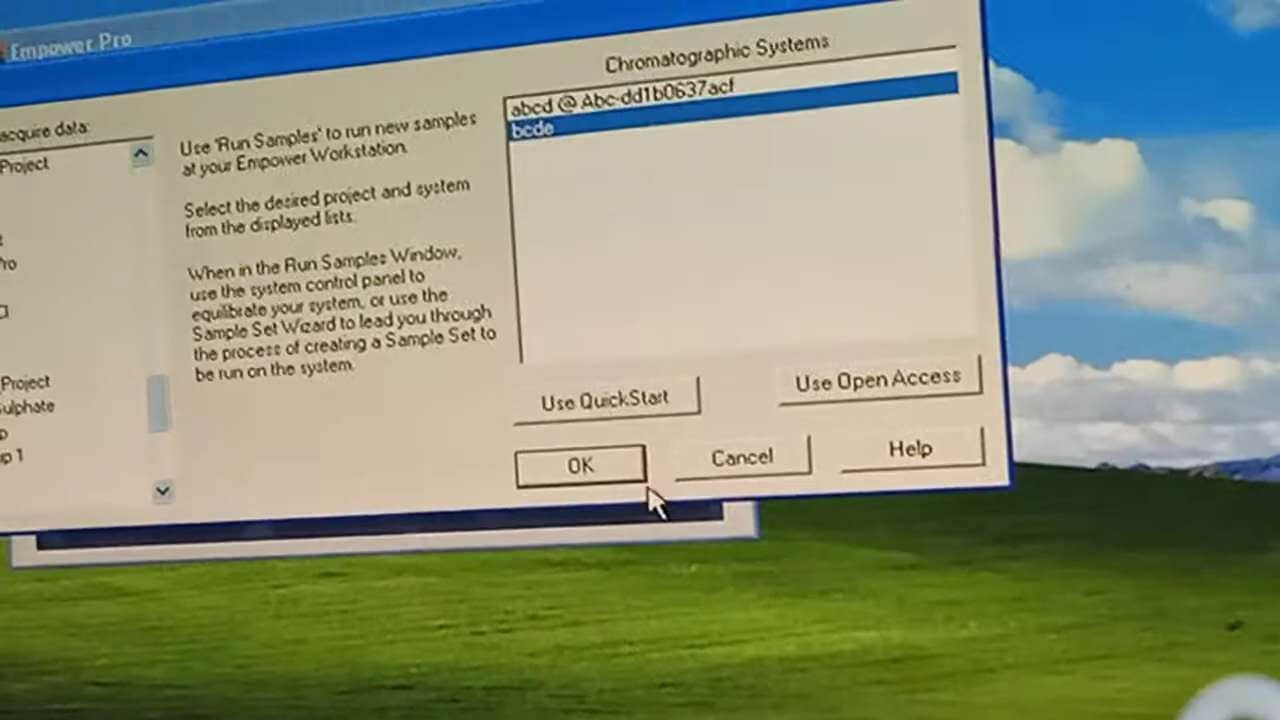 Empower Pro
acquire data:
Project
Pro
Project
ulphate
p 1
Use 'Run Samples' to run new samples
at your Empower Workstation.
Select the desired project and system
from the displayed lists.
When in the Run Samples Window,
use the system control panel to
equilibrate your system, or use the
Sample Set Wizard to lead you through
the process of creating a Sample Set to
be run on the system.
Chromatographic Systems
abcd @ Abc-dd1b0637acf
bcde
Use QuickStart
Use Open Access
OK
Cancel
Help